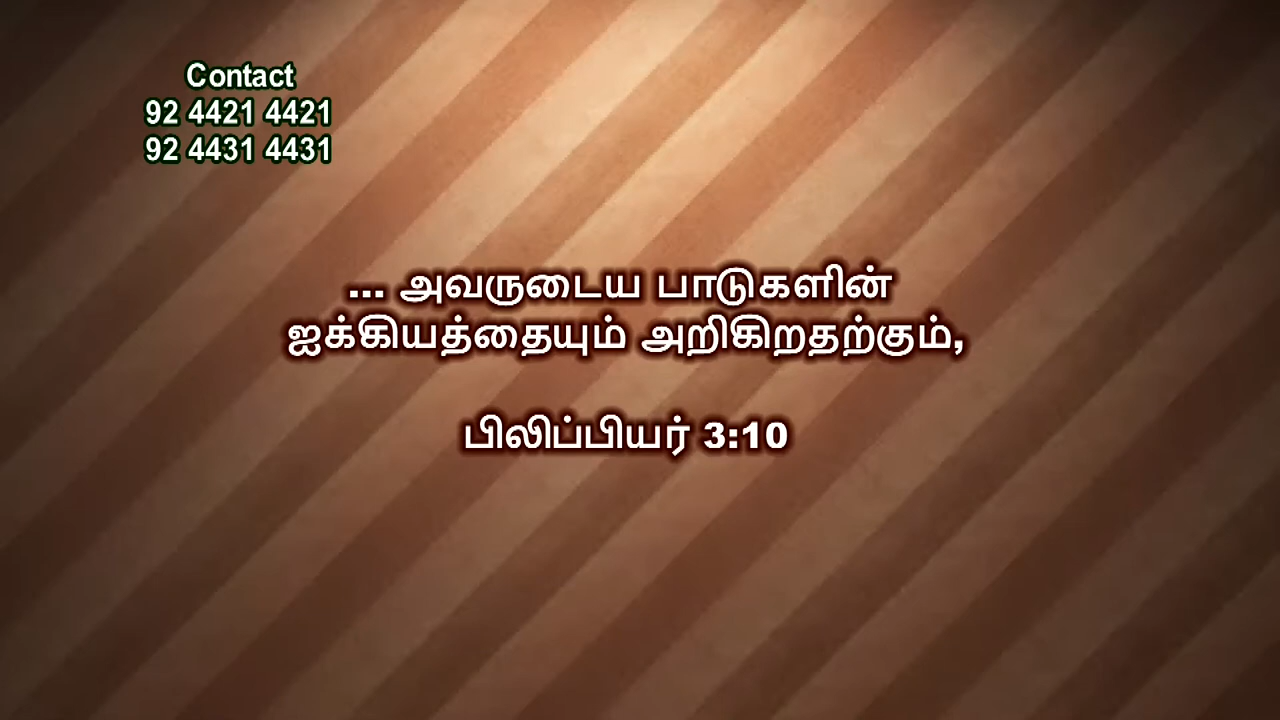 Contact
92 4421 4421
92 4431 4431
... அவருடைய பாடுகளின்
ஐக்கியத்தையும் அறிகிறதற்கும்,
பிலிப்பியர் 3:10